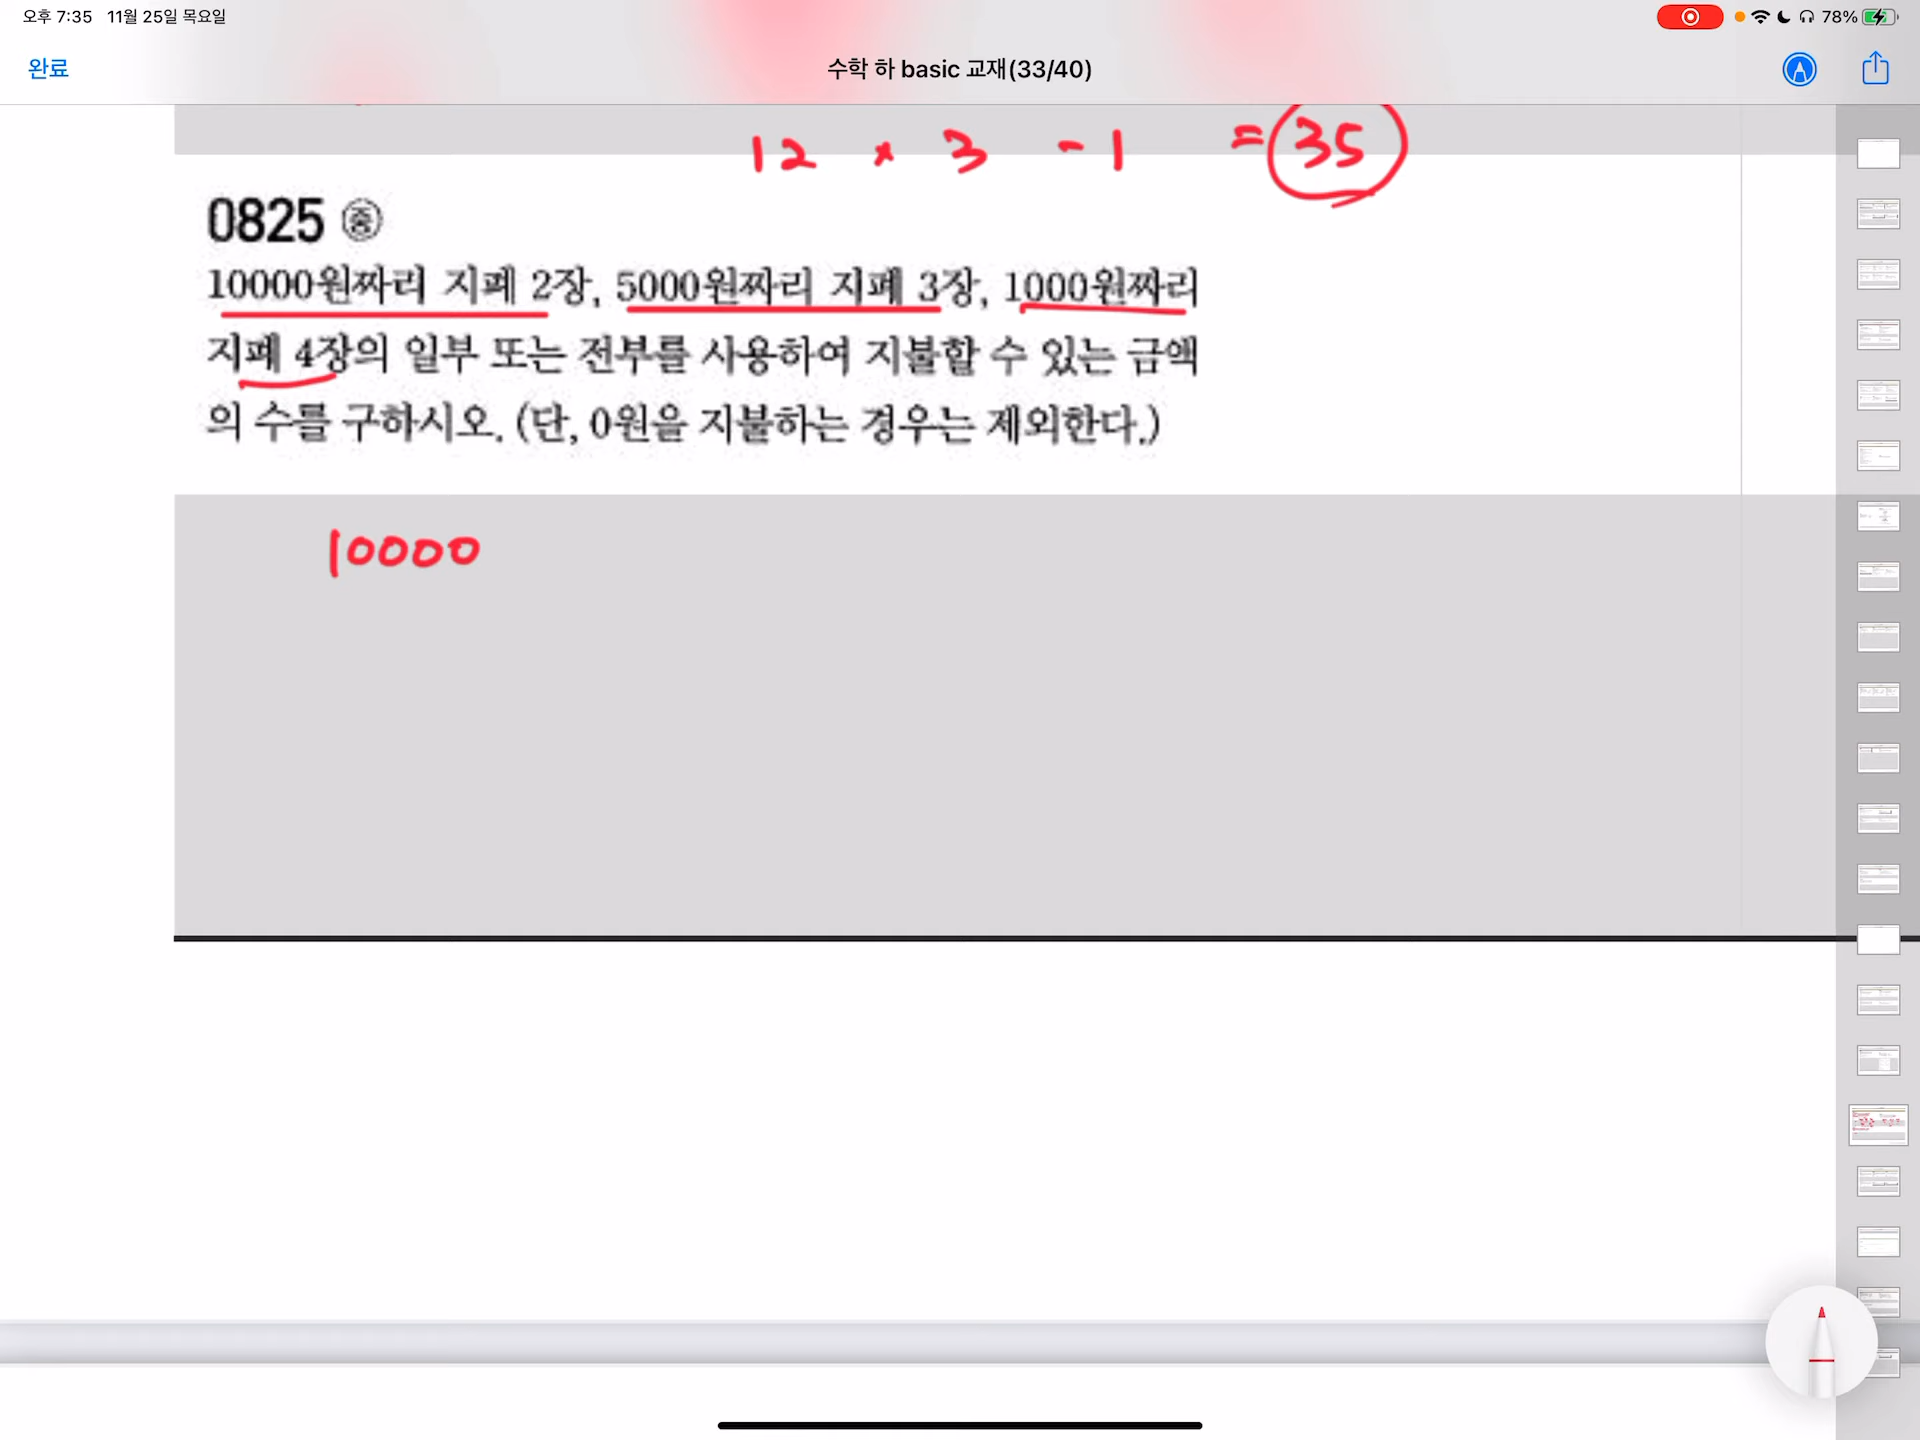 오후 7:35 11월 25일 목요일
78%
완료
수학 하 basic 교재(33/40)
12 × 3 - 1 = 35
0825 중
10000원짜리 지폐 2장, 5000원짜리 지폐 3장, 1000원짜리
지폐 4장의 일부 또는 전부를 사용하여 지불할 수 있는 금액
의 수를 구하시오. (단, 0원을 지불하는 경우는 제외한다.)
10000